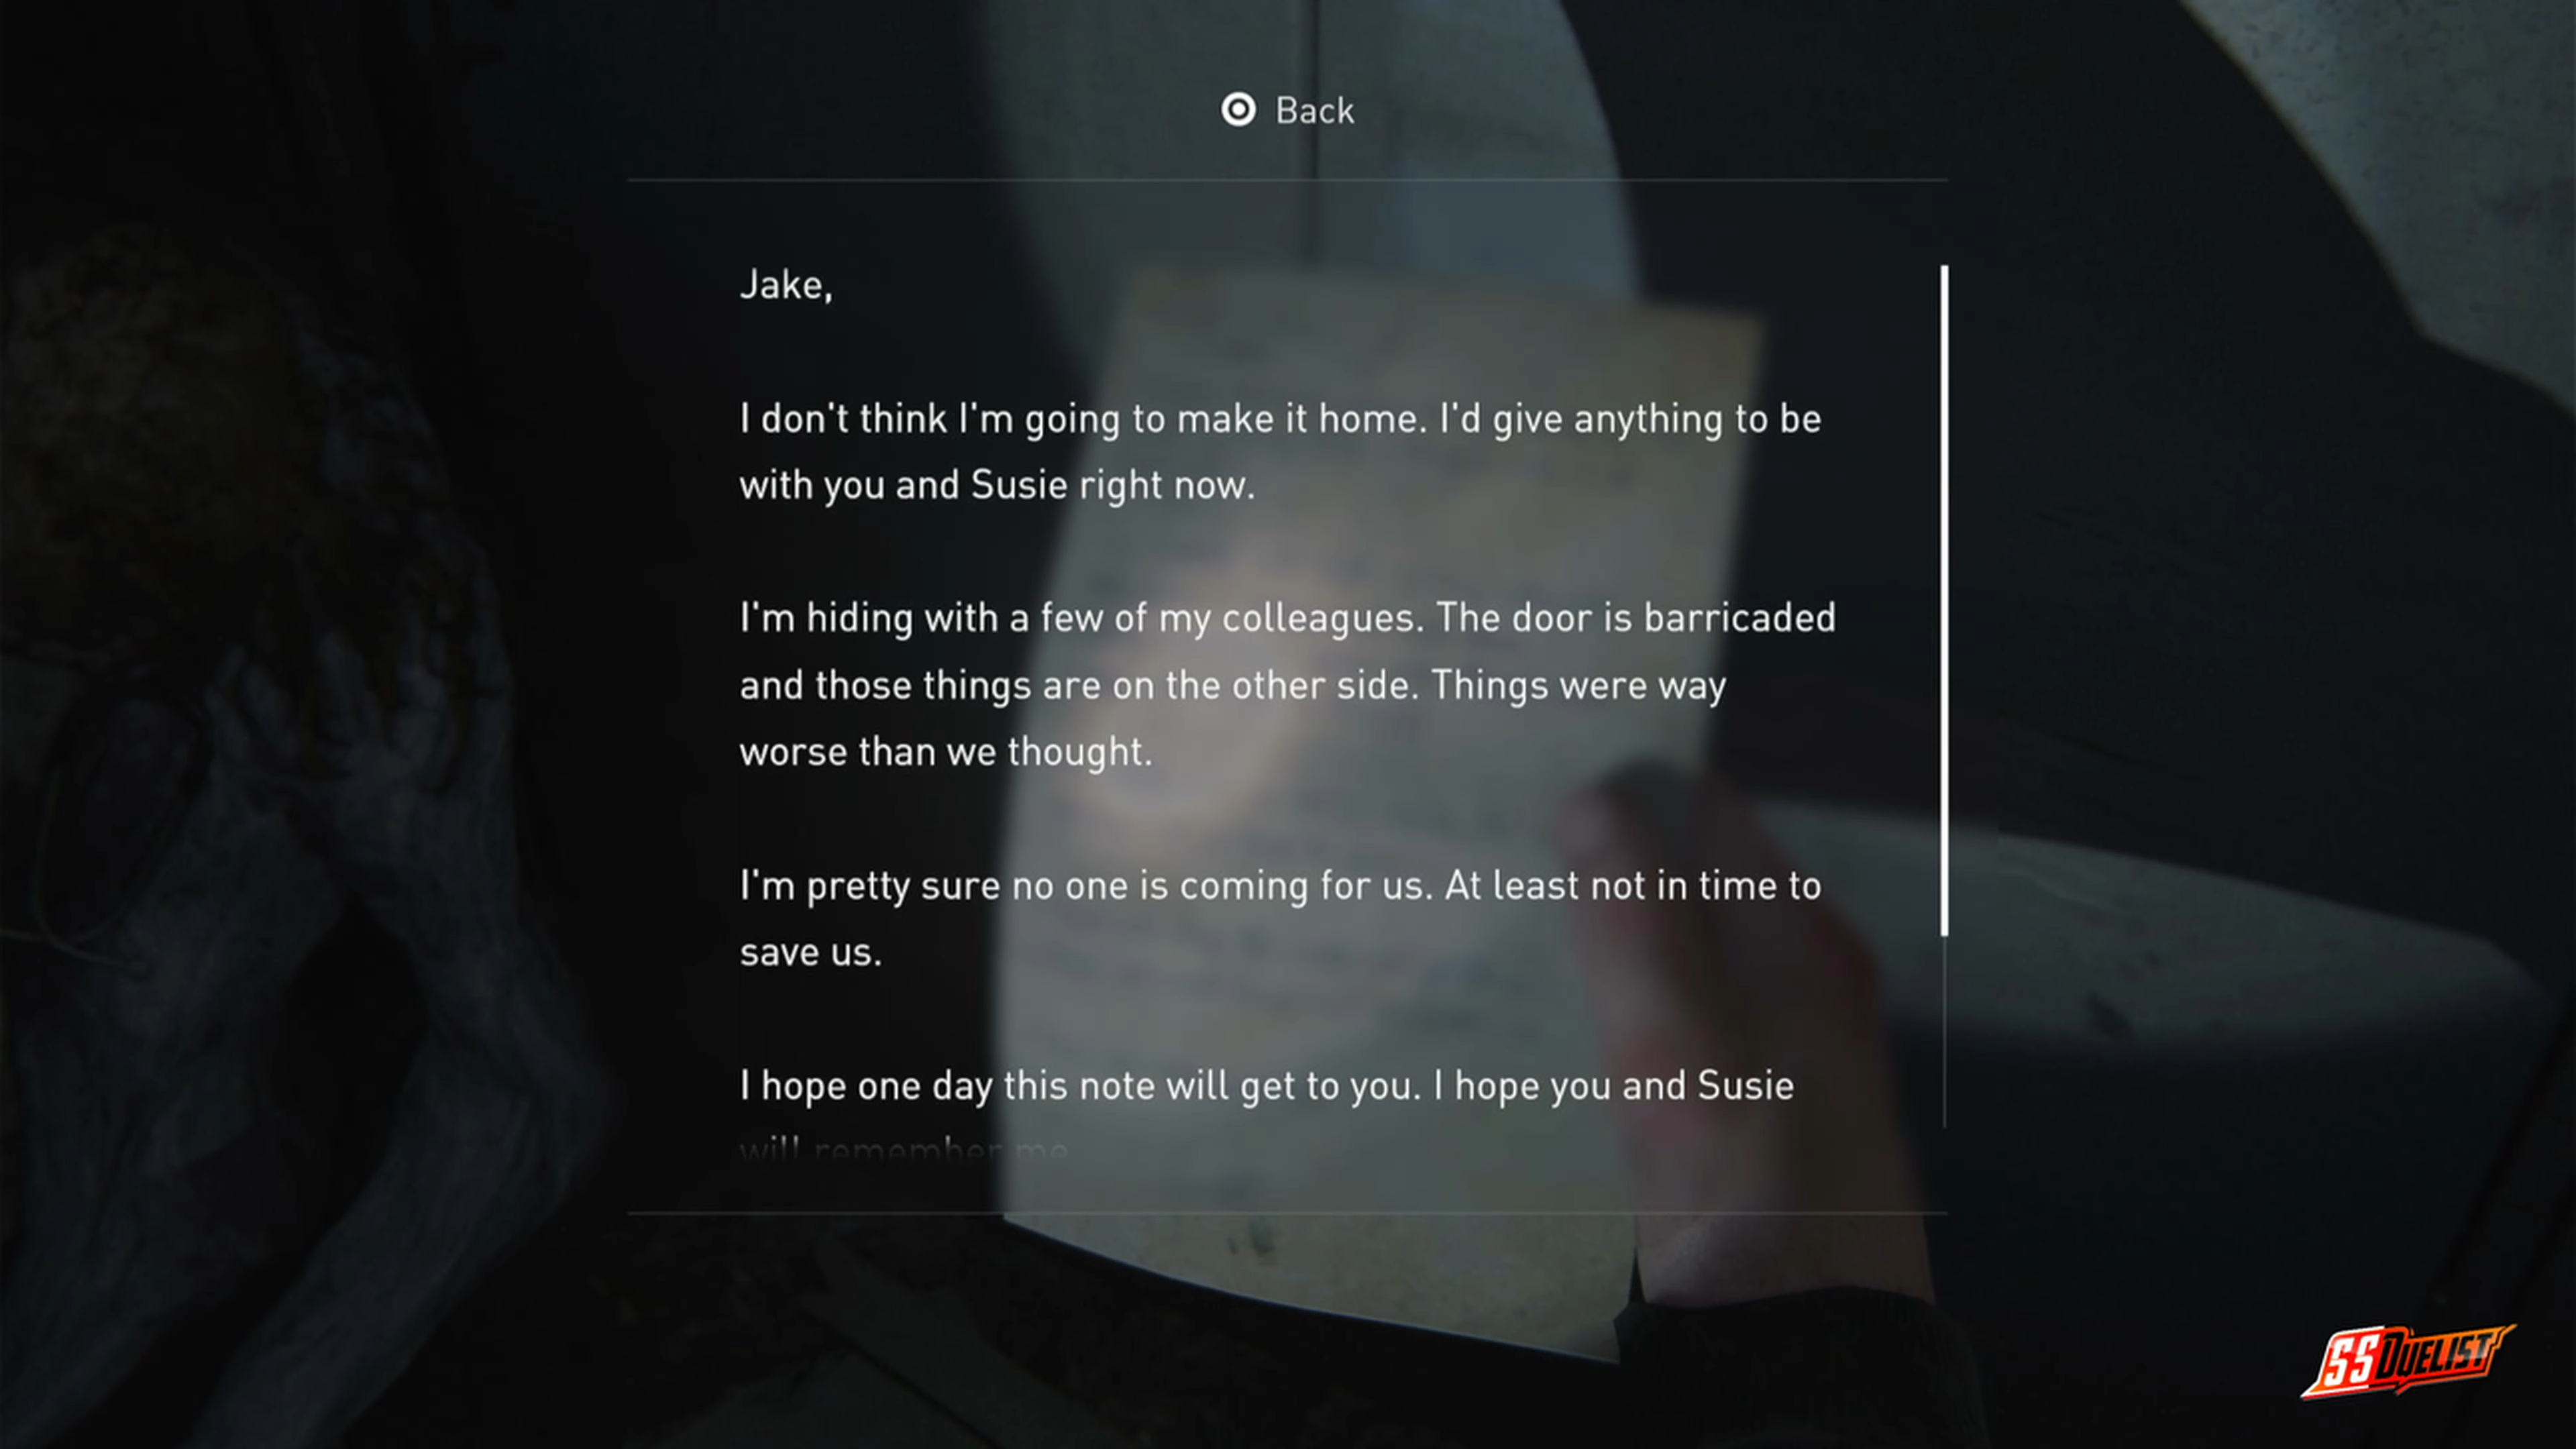 Back
Jake,
I don't think I'm going to make it home. I'd give anything to be
with you and Susie right now.
I'm hiding with a few of my colleagues. The door is barricaded
and those things are on the other side. Things were way
worse than we thought.
I'm pretty sure no one is coming for us. At least not in time to
save us.
I hope one day this note will get to you. I hope you and Susie
will remember me
SSDUELIST